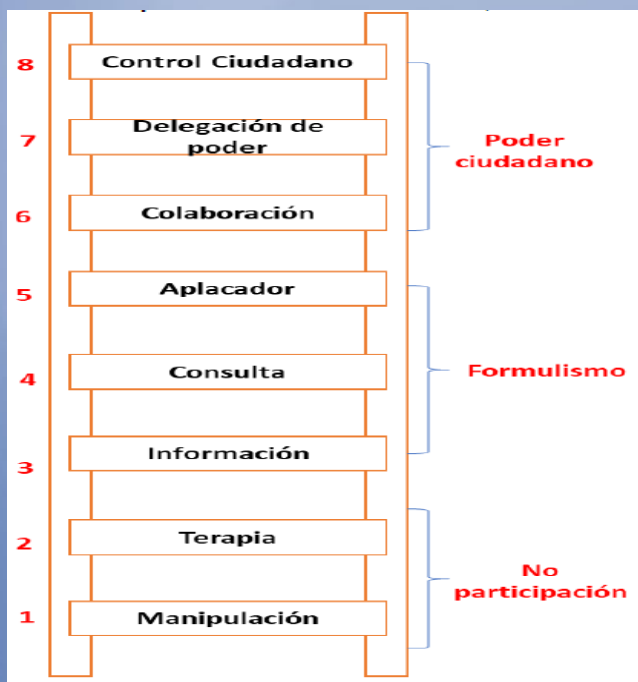 8 Control Ciudadano
7 Delegación de
poder
Poder
ciudadano
6 Colaboración
5 Aplacador
4 Consulta
Formulismo
3 Información
2 Terapia
No
participación
1 Manipulación